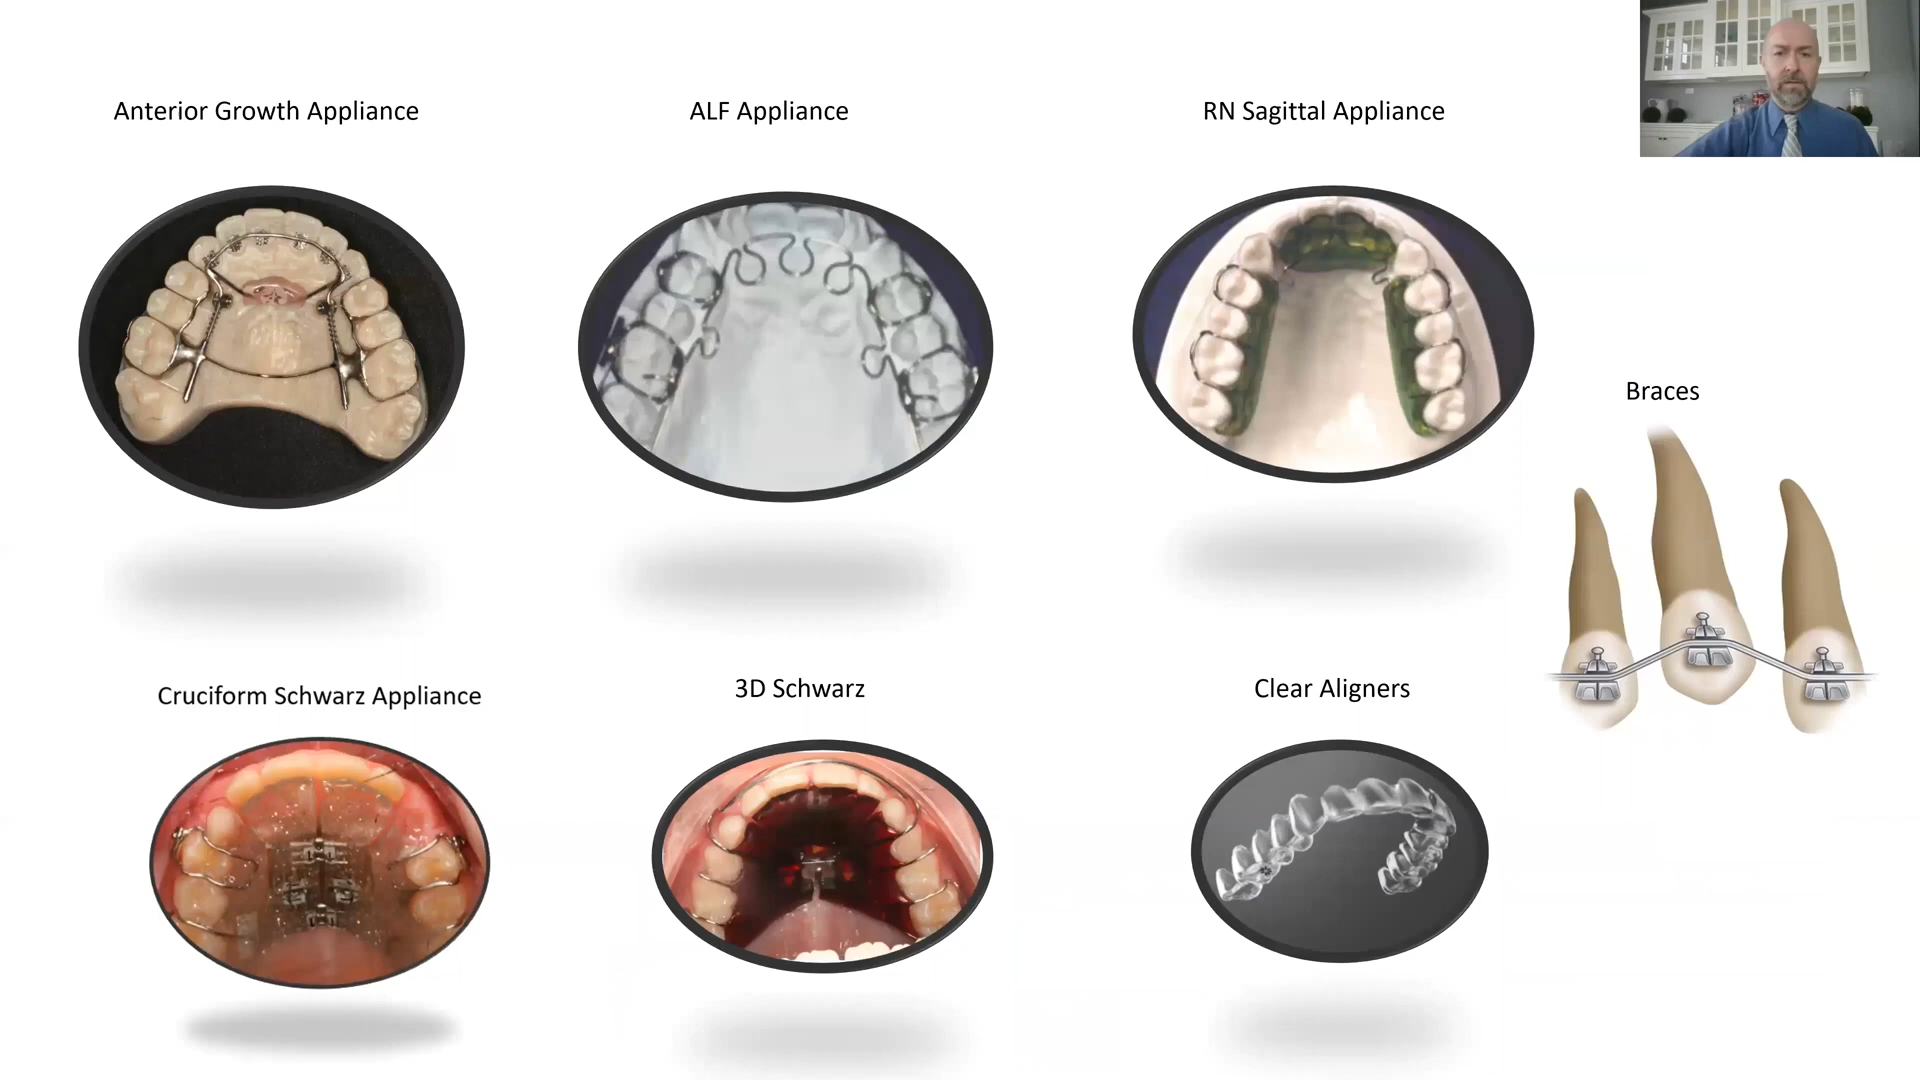 Anterior Growth Appliance
ALF Appliance
RN Sagittal Appliance
Braces
Cruciform Schwarz Appliance
3D Schwarz
Clear Aligners